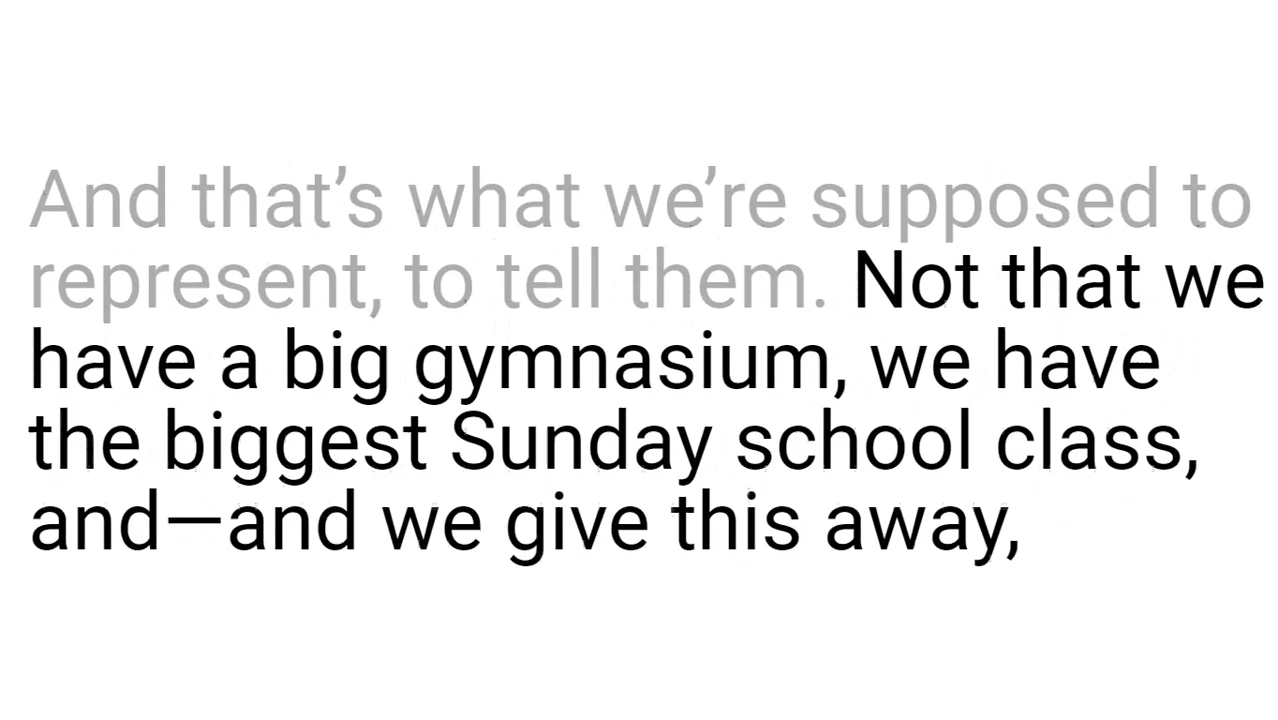 And that’s what we’re supposed to
represent, to tell them. Not that we
have a big gymnasium, we have
the biggest Sunday school class,
and—and we give this away,